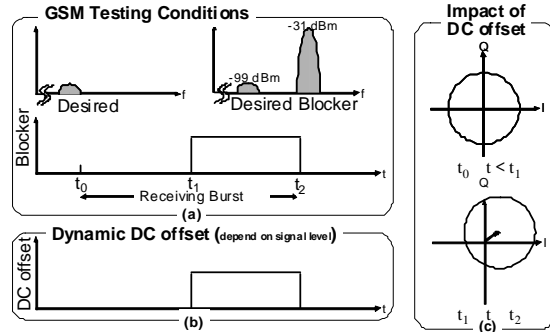 GSM Testing Conditions
-31 dBm
-99 dBm
Desired
f
Desired Blocker
f
Blocker
t0
t1
t2
t
Receiving Burst
(a)
Dynamic DC offset (depend on signal level)
DC offset
t
(b)
Impact of
DC offset
Q
I
t0 t < t1
Q
I
t1 t t2
(c)